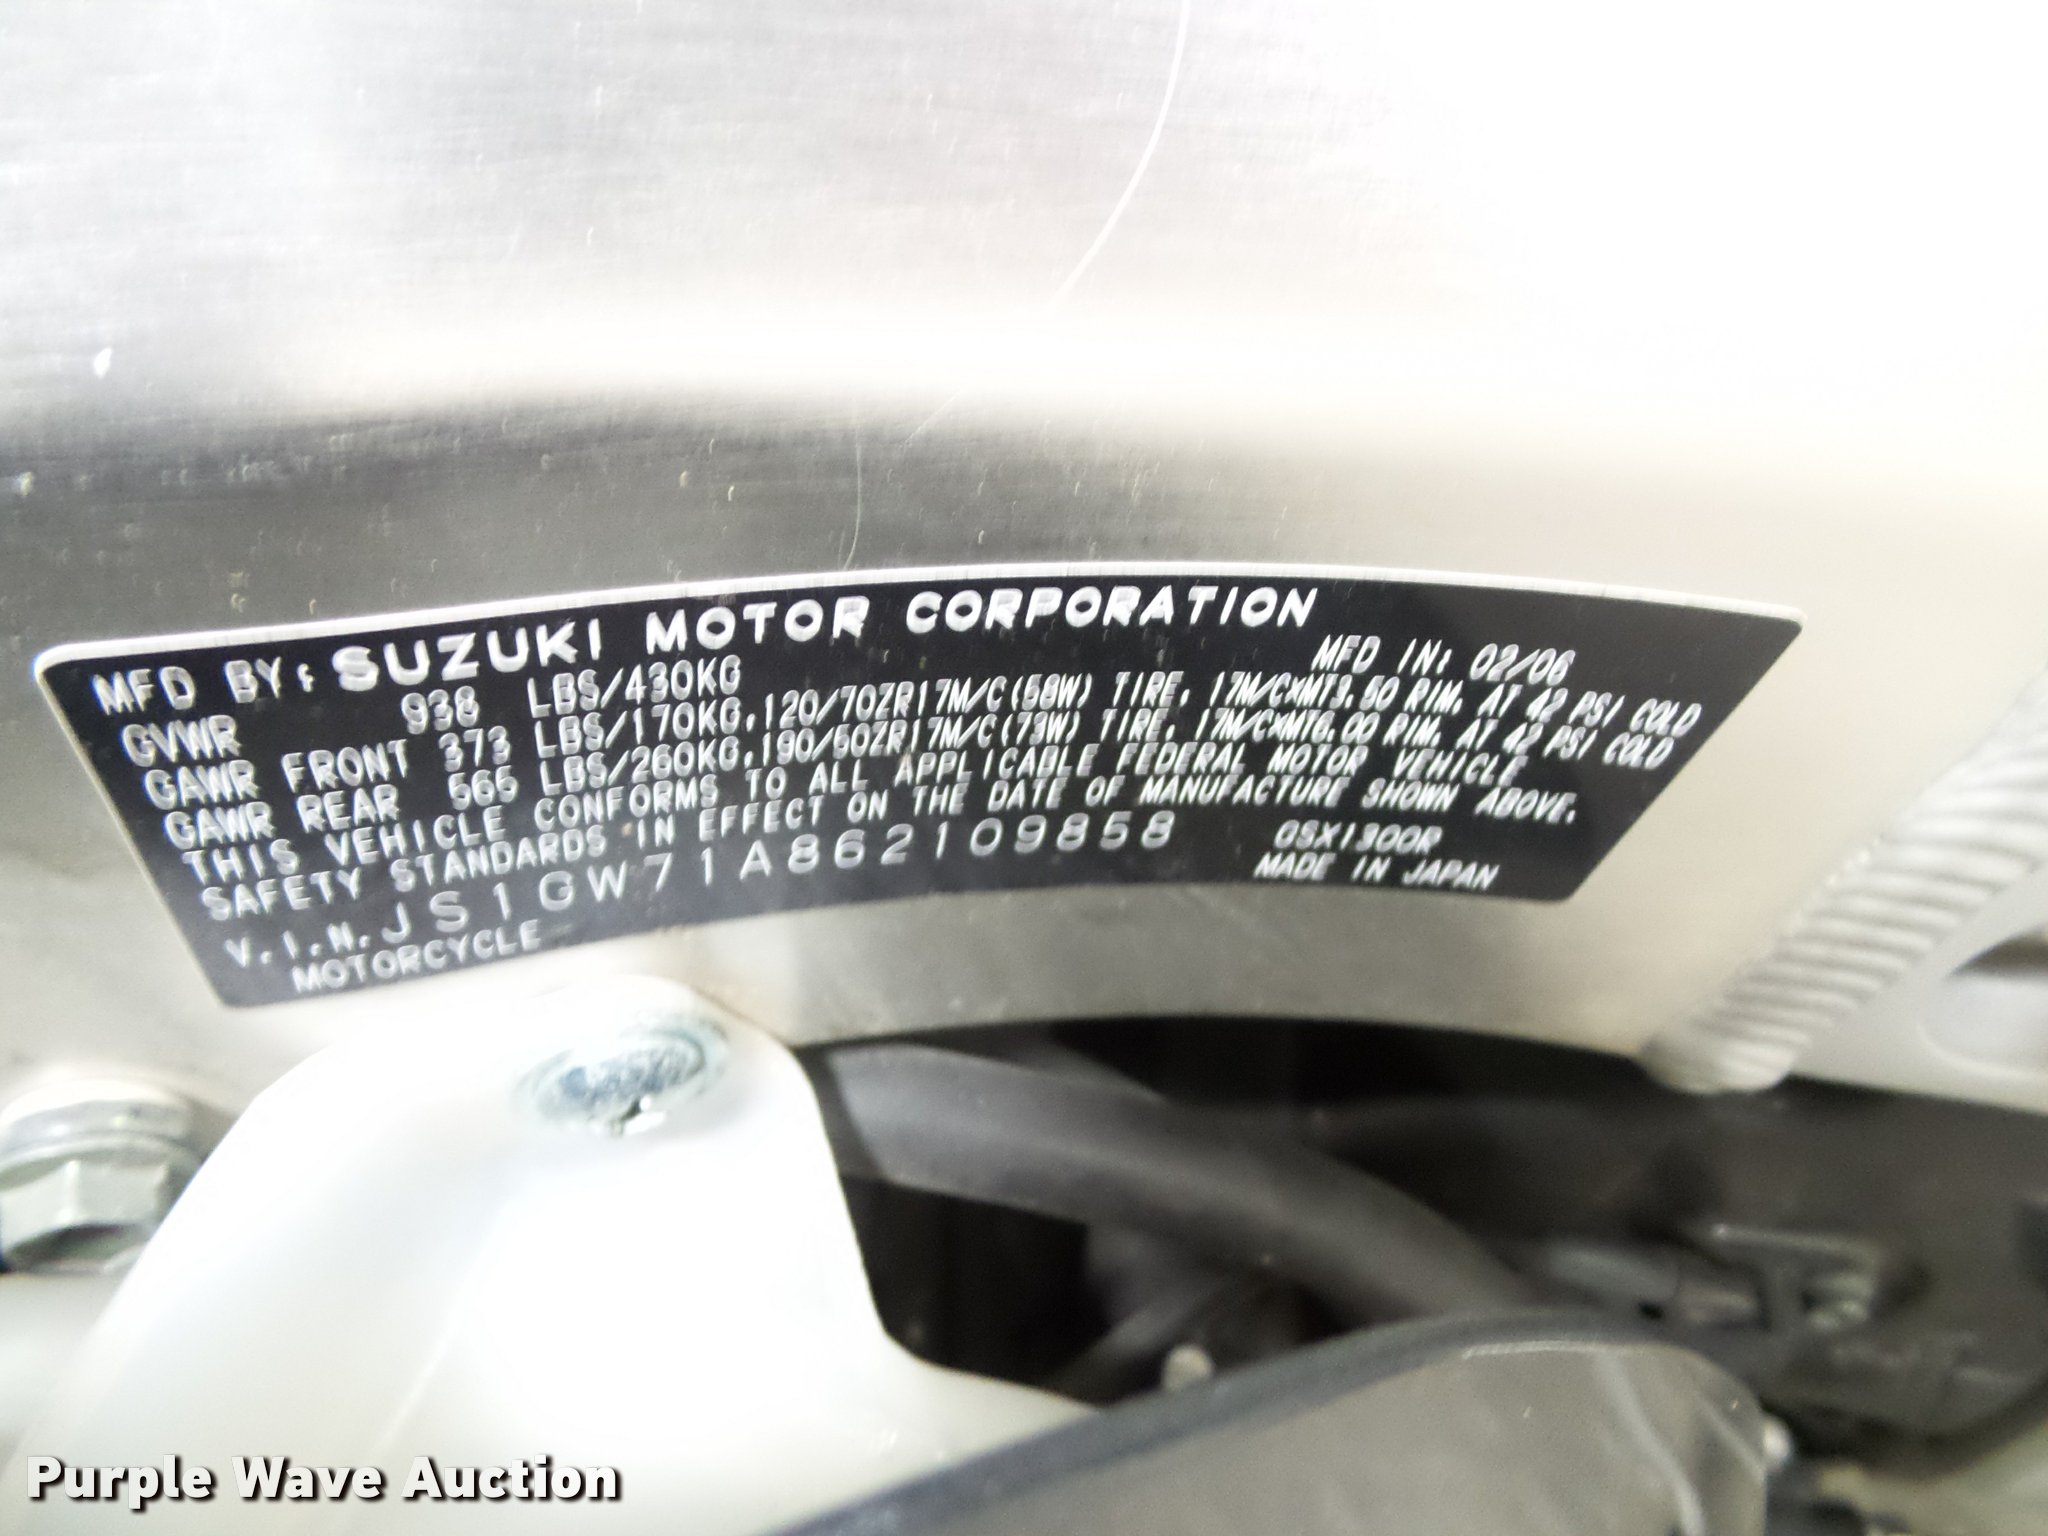 MFD BY: SUZUKI MOTOR CORPORATION
MFD IN: 02/06
GVWR 938 LBS/430KG
GAWR FRONT 373 LBS/170KG, 120/70ZR17M/C(58W) TIRE, 17M/CXMT3.50 RIM, AT 42 PSI COLD
GAWR REAR 565 LBS/260KG, 190/50ZR17M/C(73W) TIRE, 17M/CXMT6.00 RIM, AT 42 PSI COLD
THIS VEHICLE CONFORMS TO ALL APPLICABLE FEDERAL MOTOR VEHICLE
SAFETY STANDARDS IN EFFECT ON THE DATE OF MANUFACTURE SHOWN ABOVE.
V.I.N. JS1GW71A862109858 GSX1300R
MOTORCYCLE MADE IN JAPAN
Purple Wave Auction